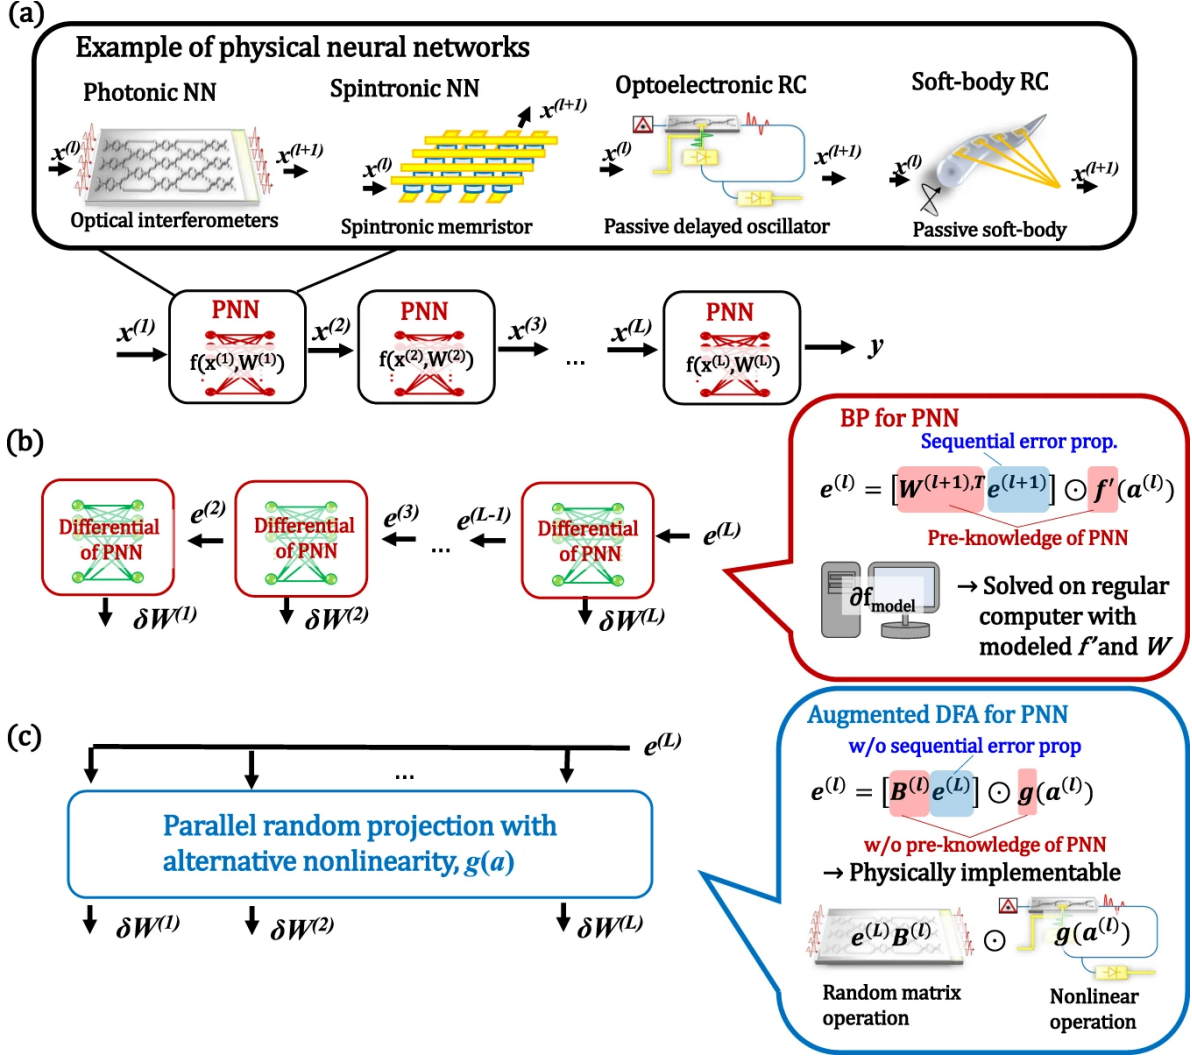 (a)
Example of physical neural networks
Photonic NN
Spintronic NN
Optoelectronic RC
Soft-body RC
x^(l)
x^(l+1)
x^(l)
x^(l+1)
x^(l)
x^(l+1)
x^(l)
x^(l+1)
Optical interferometers
Spintronic memristor
Passive delayed oscillator
Passive soft-body
x^(1)
PNN
f(x^(1),W^(1))
x^(2)
PNN
f(x^(2),W^(2))
x^(3)
...
x^(L)
PNN
f(x^(L),W^(L))
y
(b)
Differential of PNN
e^(2)
Differential of PNN
e^(3)
...
e^(L-1)
Differential of PNN
e^(L)
δW^(1)
δW^(2)
δW^(L)
BP for PNN
Sequential error prop.
e^(l) = [W^(l+1),T e^(l+1)] ⊙ f'(a^(l))
Pre-knowledge of PNN
∂f_model
→ Solved on regular
computer with
modeled f' and W
(c)
e^(L)
...
Parallel random projection with
alternative nonlinearity, g(a)
δW^(1)
δW^(2)
δW^(L)
Augmented DFA for PNN
w/o sequential error prop
e^(l) = [B^(l) e^(L)] ⊙ g(a^(l))
w/o pre-knowledge of PNN
→ Physically implementable
e^(L)B^(l) ⊙ g(a^(l))
Random matrix
operation
Nonlinear
operation